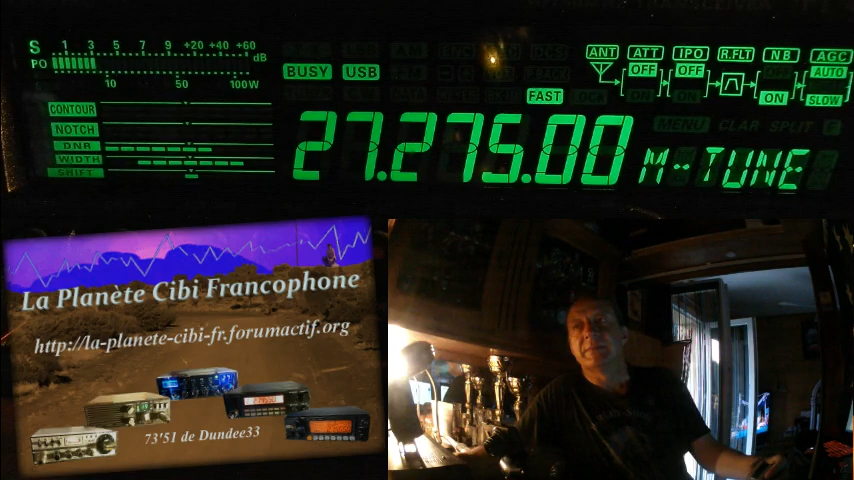 S 1 3 5 7 9 +20 +40 +60 dB
PO 10 50 100W
BUSY USB
FAST
ANT ATT IPO R.FLT NB AGC
OFF OFF AUTO
ON SLOW
CONTOUR
NOTCH
DNR
WIDTH
SHIFT
27.275.00
MENU CLAR SPLIT
M--TUNE
La Planète Cibi Francophone
http://la-planete-cibi-fr.forumactif.org
73'51 de Dundee33